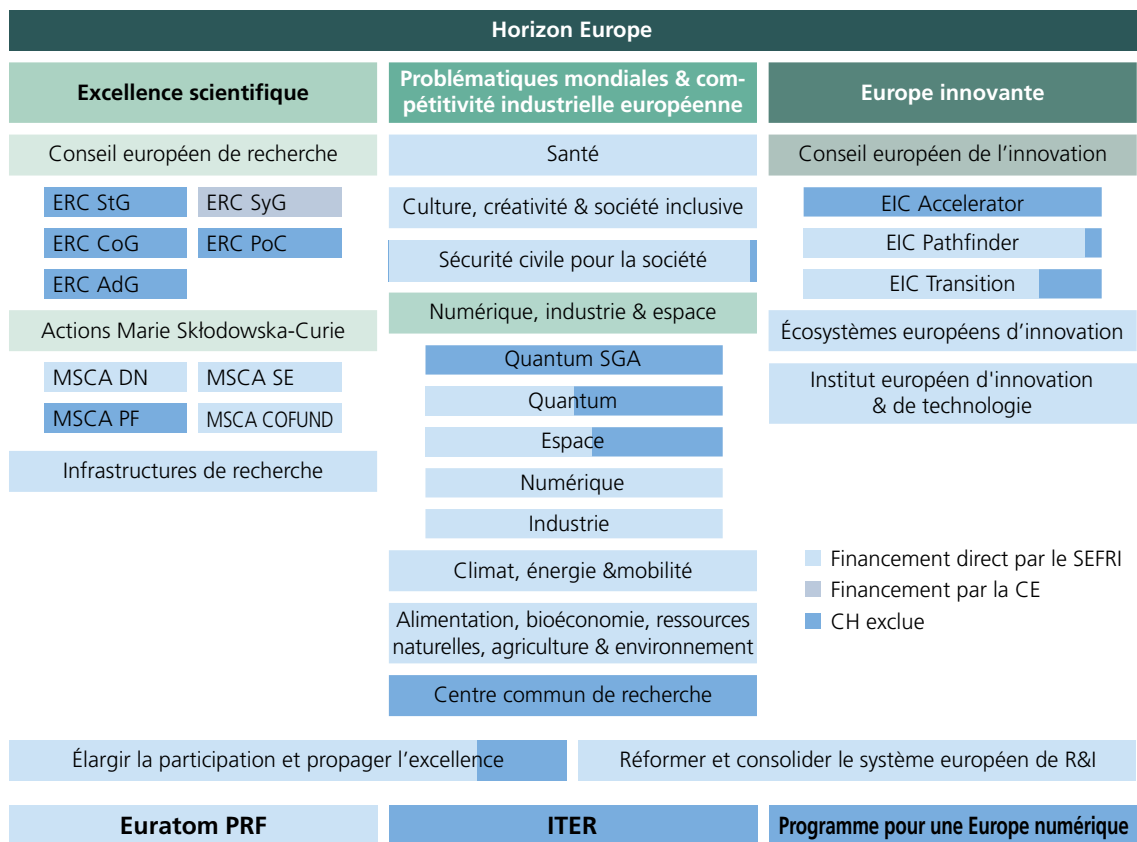 Horizon Europe
Excellence scientifique
Conseil européen de recherche
ERC StG
ERC SyG
ERC CoG
ERC PoC
ERC AdG
Actions Marie Skłodowska-Curie
MSCA DN
MSCA SE
MSCA PF
MSCA COFUND
Infrastructures de recherche
Problématiques mondiales & com-
pétitivité industrielle européenne
Santé
Culture, créativité & société inclusive
Sécurité civile pour la société
Numérique, industrie & espace
Quantum SGA
Quantum
Espace
Numérique
Industrie
Climat, énergie &mobilité
Alimentation, bioéconomie, ressources
naturelles, agriculture & environnement
Centre commun de recherche
Europe innovante
Conseil européen de l’innovation
EIC Accelerator
EIC Pathfinder
EIC Transition
Écosystèmes européens d’innovation
Institut européen d'innovation
& de technologie
Financement direct par le SEFRI
Financement par la CE
CH exclue
Élargir la participation et propager l’excellence
Réformer et consolider le système européen de R&I
Euratom PRF
ITER
Programme pour une Europe numérique